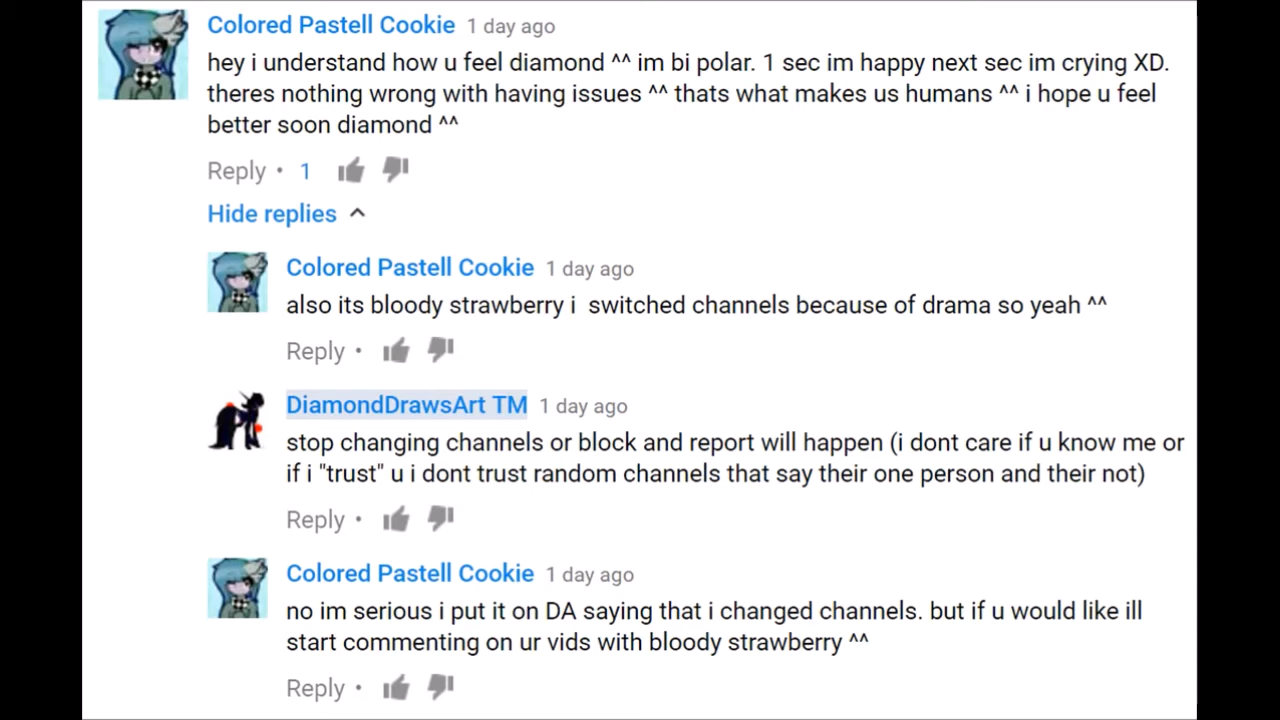 Colored Pastell Cookie 1 day ago
hey i understand how u feel diamond ^^ im bi polar. 1 sec im happy next sec im crying XD.
theres nothing wrong with having issues ^^ thats what makes us humans ^^ i hope u feel
better soon diamond ^^
Reply • 1
Hide replies
Colored Pastell Cookie 1 day ago
also its bloody strawberry i  switched channels because of drama so yeah ^^
Reply •
DiamondDrawsArt TM 1 day ago
stop changing channels or block and report will happen (i dont care if u know me or
if i "trust" u i dont trust random channels that say their one person and their not)
Reply •
Colored Pastell Cookie 1 day ago
no im serious i put it on DA saying that i changed channels. but if u would like ill
start commenting on ur vids with bloody strawberry ^^
Reply •